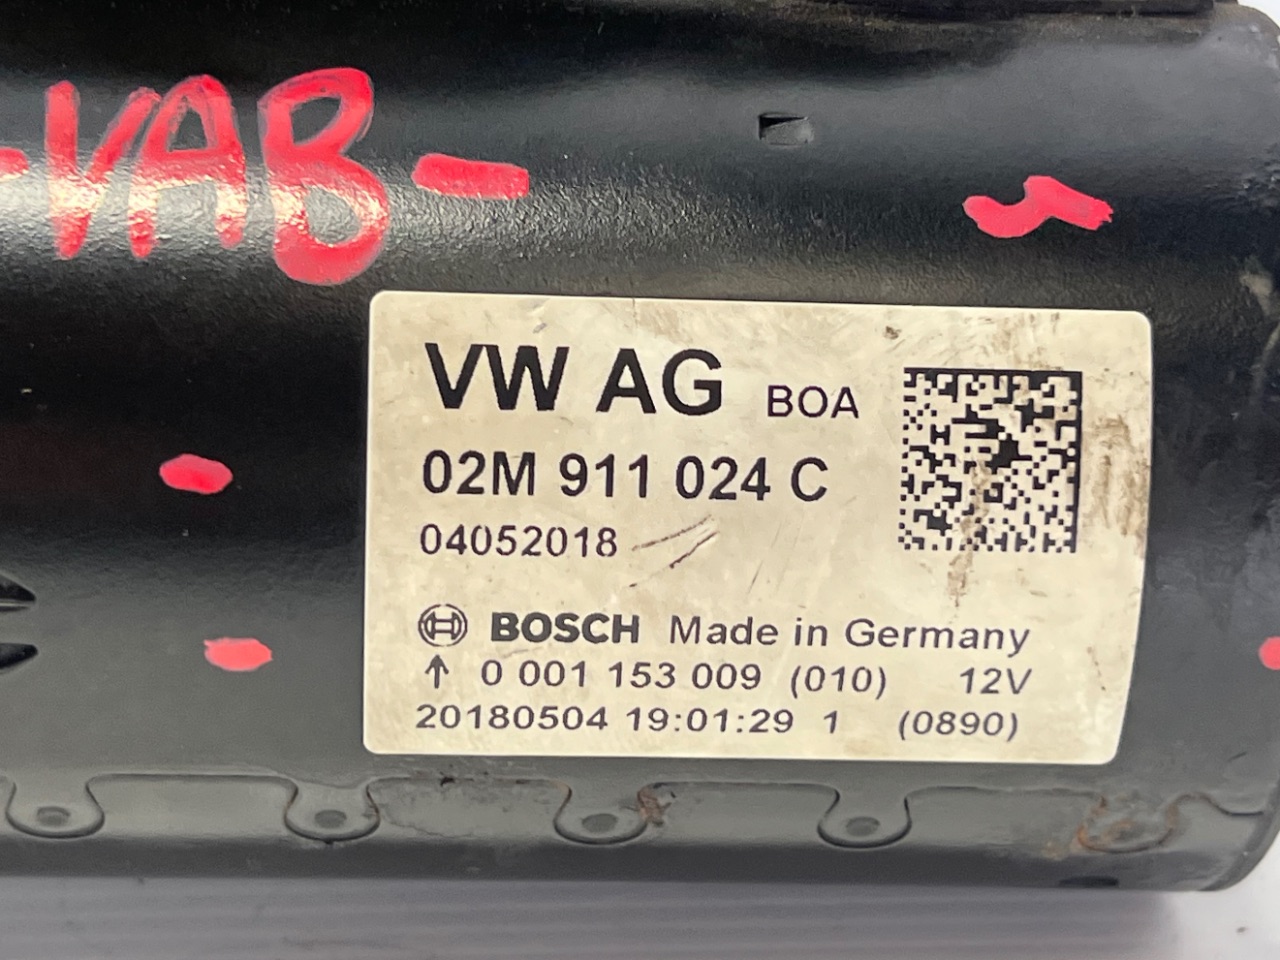 -VAB-
VW AG BOA
02M 911 024 C
04052018
BOSCH Made in Germany
↑ 0 001 153 009 (010) 12V
20180504 19:01:29 1 (0890)